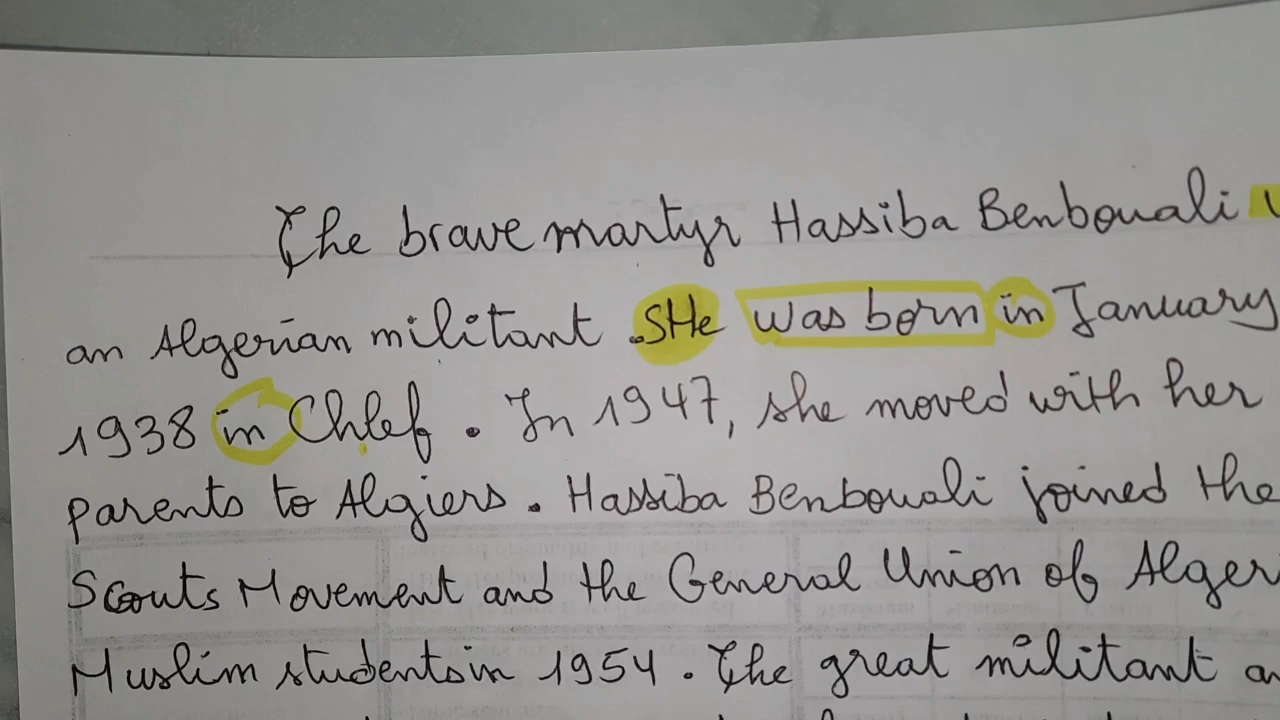 The brave martyr Hassiba Benbouali
an Algerian militant .SHe was born in January
1938 in Chlef . In 1947, she moved with her
parents to Algiers . Hassiba Benbouali joined the
Scouts Movement and the General Union of Alger
Muslim students in 1954 . The great militant